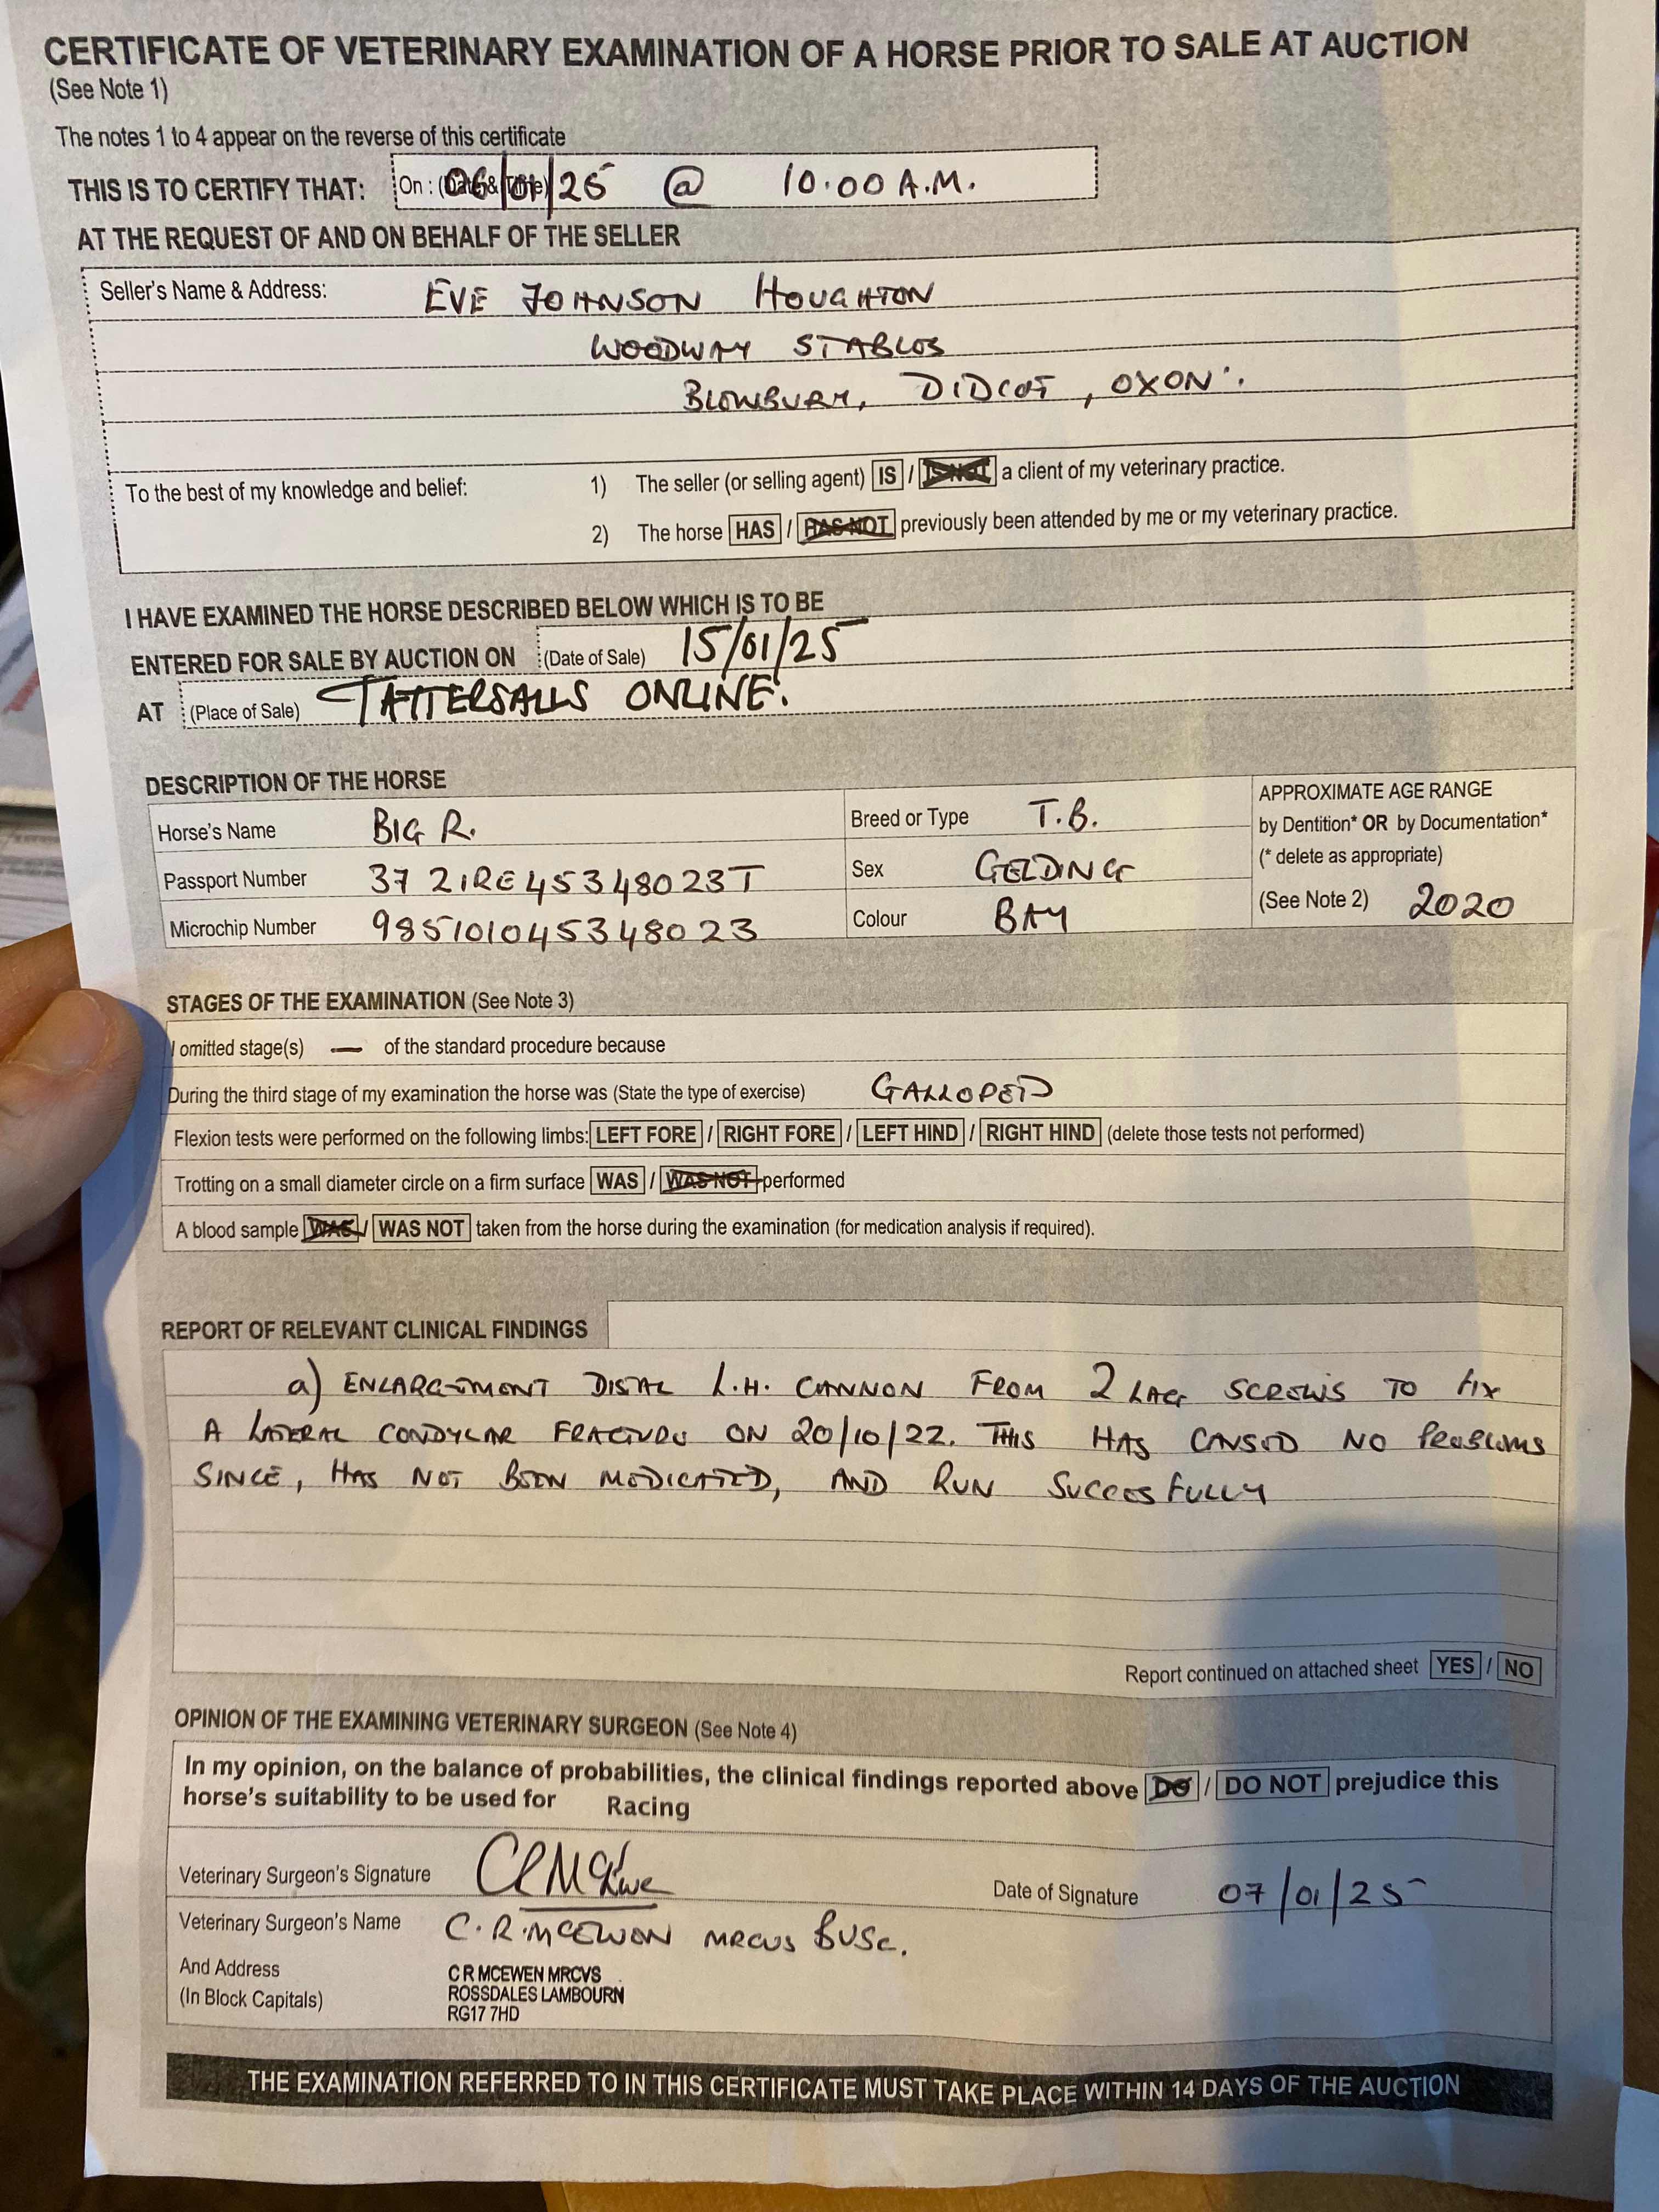 CERTIFICATE OF VETERINARY EXAMINATION OF A HORSE PRIOR TO SALE AT AUCTION
(See Note 1)
The notes 1 to 4 appear on the reverse of this certificate
THIS IS TO CERTIFY THAT: On : (Date & Time) 06/01/25 @ 10.00 A.M.
AT THE REQUEST OF AND ON BEHALF OF THE SELLER
Seller's Name & Address: EVE JOHNSON HOUGHTON
WOODWAY STABLES
BLEWBURY, DIDCOT, OXON.
To the best of my knowledge and belief: 1) The seller (or selling agent) IS / IS NOT a client of my veterinary practice.
2) The horse HAS / HAS NOT previously been attended by me or my veterinary practice.
I HAVE EXAMINED THE HORSE DESCRIBED BELOW WHICH IS TO BE
ENTERED FOR SALE BY AUCTION ON (Date of Sale) 15/01/25
AT (Place of Sale) TATTERSALLS ONLINE.
DESCRIPTION OF THE HORSE
Horse's Name BIG R. Breed or Type T.B. APPROXIMATE AGE RANGE
by Dentition* OR by Documentation*
Passport Number 372IRE45348023T Sex GELDING (* delete as appropriate)
Microchip Number 985101045348023 Colour BAY (See Note 2) 2020
STAGES OF THE EXAMINATION (See Note 3)
I omitted stage(s) — of the standard procedure because
During the third stage of my examination the horse was (State the type of exercise) GALLOPED
Flexion tests were performed on the following limbs: LEFT FORE / RIGHT FORE / LEFT HIND / RIGHT HIND (delete those tests not performed)
Trotting on a small diameter circle on a firm surface WAS / WAS NOT performed
A blood sample WAS / WAS NOT taken from the horse during the examination (for medication analysis if required).
REPORT OF RELEVANT CLINICAL FINDINGS
a) ENLARGEMENT DISTAL L.H. CANNON FROM 2 LAG SCREWS TO FIX
A LATERAL CONDYLAR FRACTURE ON 20/10/22. THIS HAS CAUSED NO PROBLEMS
SINCE, HAS NOT BEEN MEDICATED, AND RUN SUCCESSFULLY
Report continued on attached sheet YES / NO
OPINION OF THE EXAMINING VETERINARY SURGEON (See Note 4)
In my opinion, on the balance of probabilities, the clinical findings reported above DO / DO NOT prejudice this
horse's suitability to be used for Racing
Veterinary Surgeon's Signature CRMcEwen Date of Signature 07/01/25
Veterinary Surgeon's Name C.R. MCEWEN MRCVS BVSc.
And Address CR MCEWEN MRCVS
(In Block Capitals) ROSSDALES LAMBOURN
RG17 7HD
THE EXAMINATION REFERRED TO IN THIS CERTIFICATE MUST TAKE PLACE WITHIN 14 DAYS OF THE AUCTION